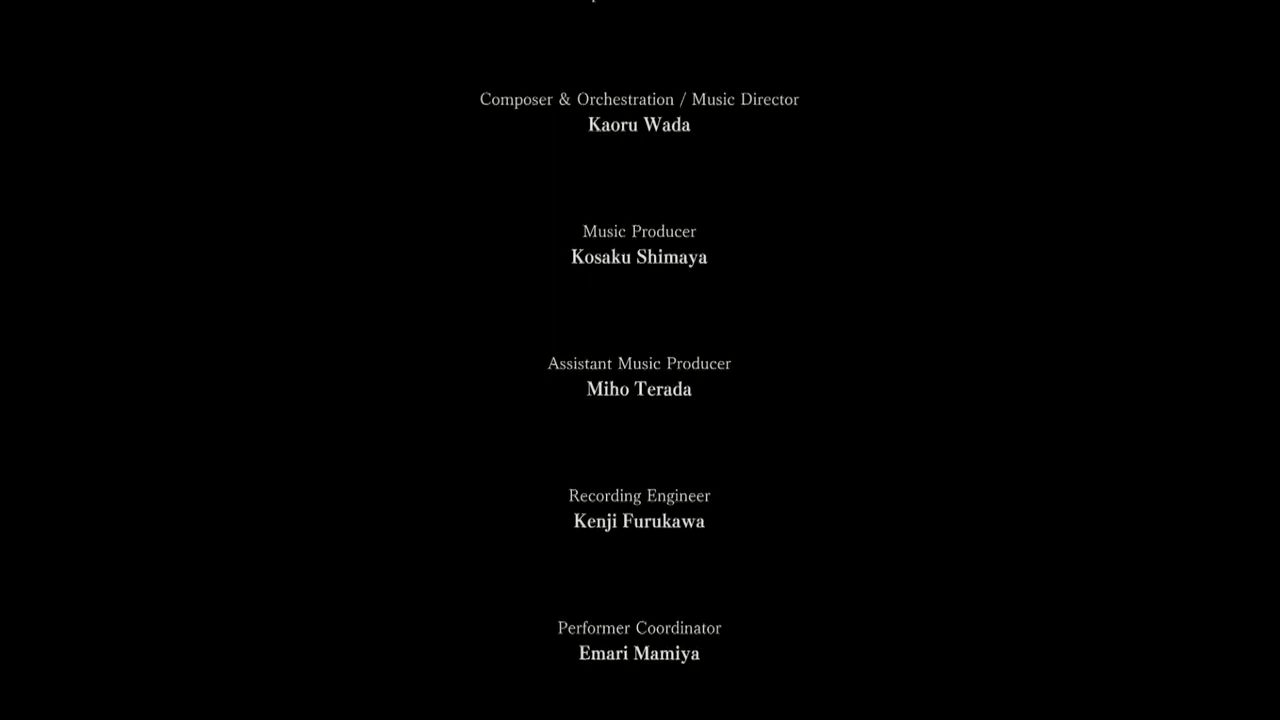 Composer & Orchestration / Music Director
Kaoru Wada
Music Producer
Kosaku Shimaya
Assistant Music Producer
Miho Terada
Recording Engineer
Kenji Furukawa
Performer Coordinator
Emari Mamiya